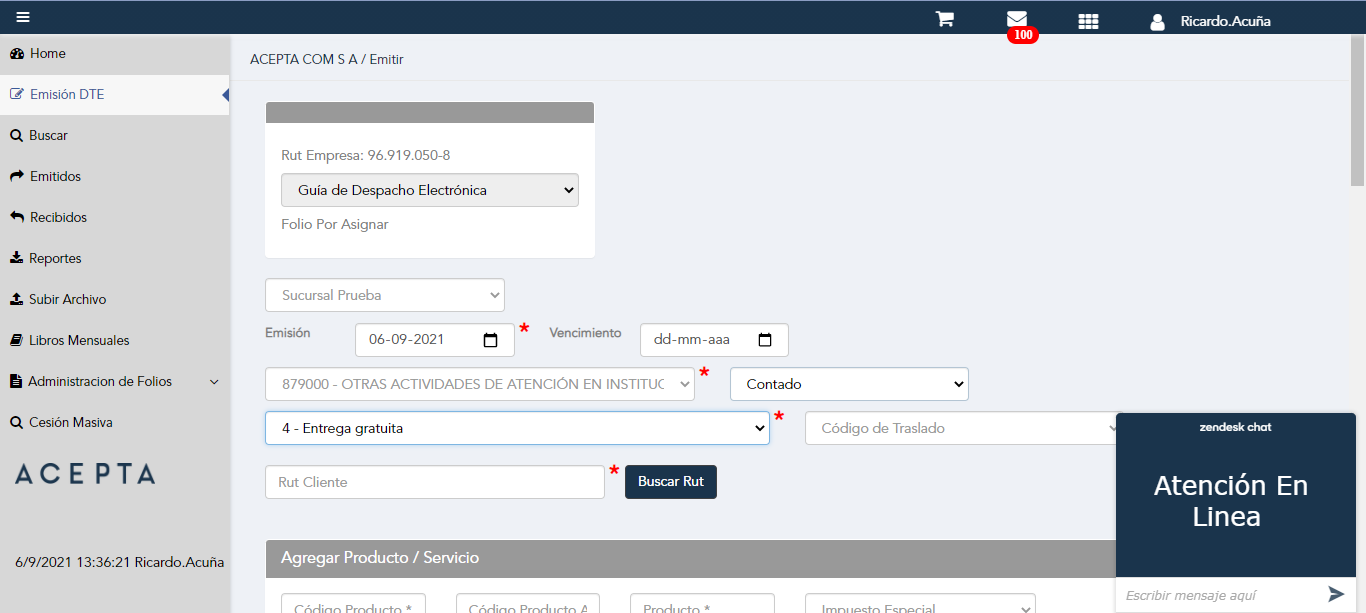 Ricardo.Acuña
100
Home
Emisión DTE
Buscar
Emitidos
Recibidos
Reportes
Subir Archivo
Libros Mensuales
Administracion de Folios
Cesión Masiva
ACEPTA
6/9/2021 13:36:21 Ricardo.Acuña
ACEPTA COM S A / Emitir
Rut Empresa: 96.919.050-8
Guía de Despacho Electrónica
Folio Por Asignar
Sucursal Prueba
Emisión 06-09-2021 * Vencimiento dd-mm-aaa
879000 - OTRAS ACTIVIDADES DE ATENCIÓN EN INSTITUC * Contado
4 - Entrega gratuita * Código de Traslado
Rut Cliente * Buscar Rut
Agregar Producto / Servicio
Código Producto * Código Producto A Producto * Impuesto Especial
zendesk chat
Atención En
Linea
Escribir mensaje aquí